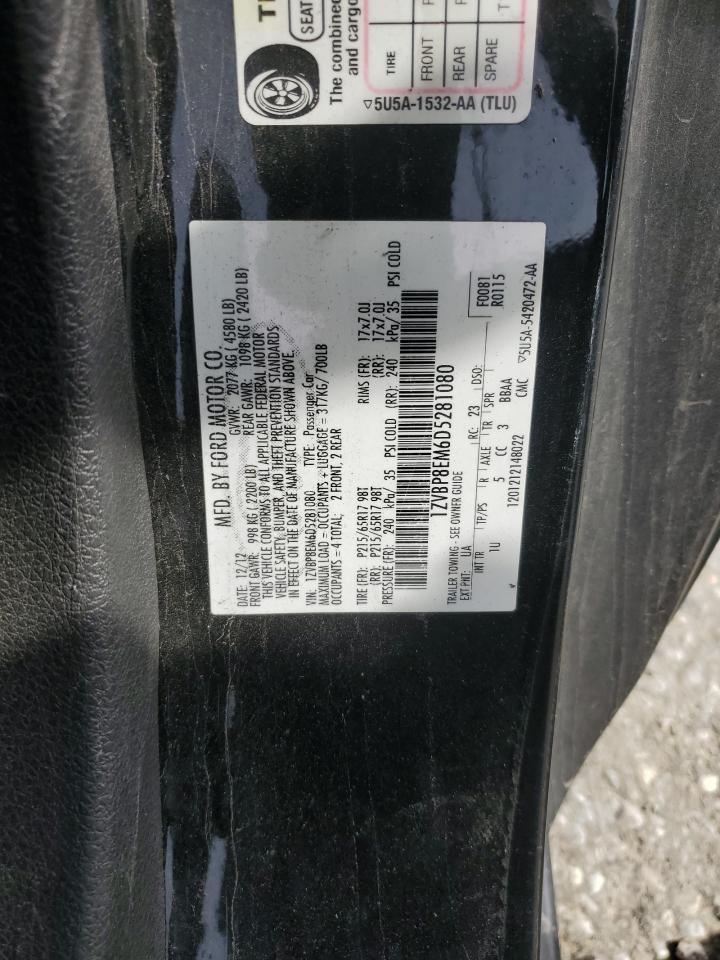 MFD. BY FORD MOTOR CO.
DATE: 12/12 GVWR: 2077 KG ( 4580 LB)
FRONT GAWR: 998 KG ( 2200 LB) REAR GAWR: 1098 KG ( 2420 LB)
THIS VEHICLE CONFORMS TO ALL APPLICABLE FEDERAL MOTOR
VEHICLE SAFETY, BUMPER, AND THEFT PREVENTION STANDARDS
IN EFFECT ON THE DATE OF MANUFACTURE SHOWN ABOVE.
VIN: 1ZVBP8EM6D5281080 TYPE: Passenger Car
MAXIMUM LOAD = OCCUPANTS + LUGGAGE = 317KG/ 700LB
OCCUPANTS = 4 TOTAL; 2 FRONT, 2 REAR
TIRE (FR): P215/65R17 98T RIMS (FR): 17x7.0J
(RR): P215/65R17 98T (RR): 17x7.0J
PRESSURE (FR): 240 kPa/ 35 PSI COLD (RR): 240 kPa/ 35 PSI COLD
1ZVBP8EM6D5281080
TRAILER TOWING - SEE OWNER GUIDE F0081
EXT PNT: UA RC: 23 DSO: R0115
INT TR TP/PS R AXLE TR SPR
1U 5 CC 3 BBAA
1201212148022 CMC ▽5U5A-5420472-AA
SEAT
The combined
and cargo
TIRE
FRONT
REAR
SPARE
▽5U5A-1532-AA (TLU)